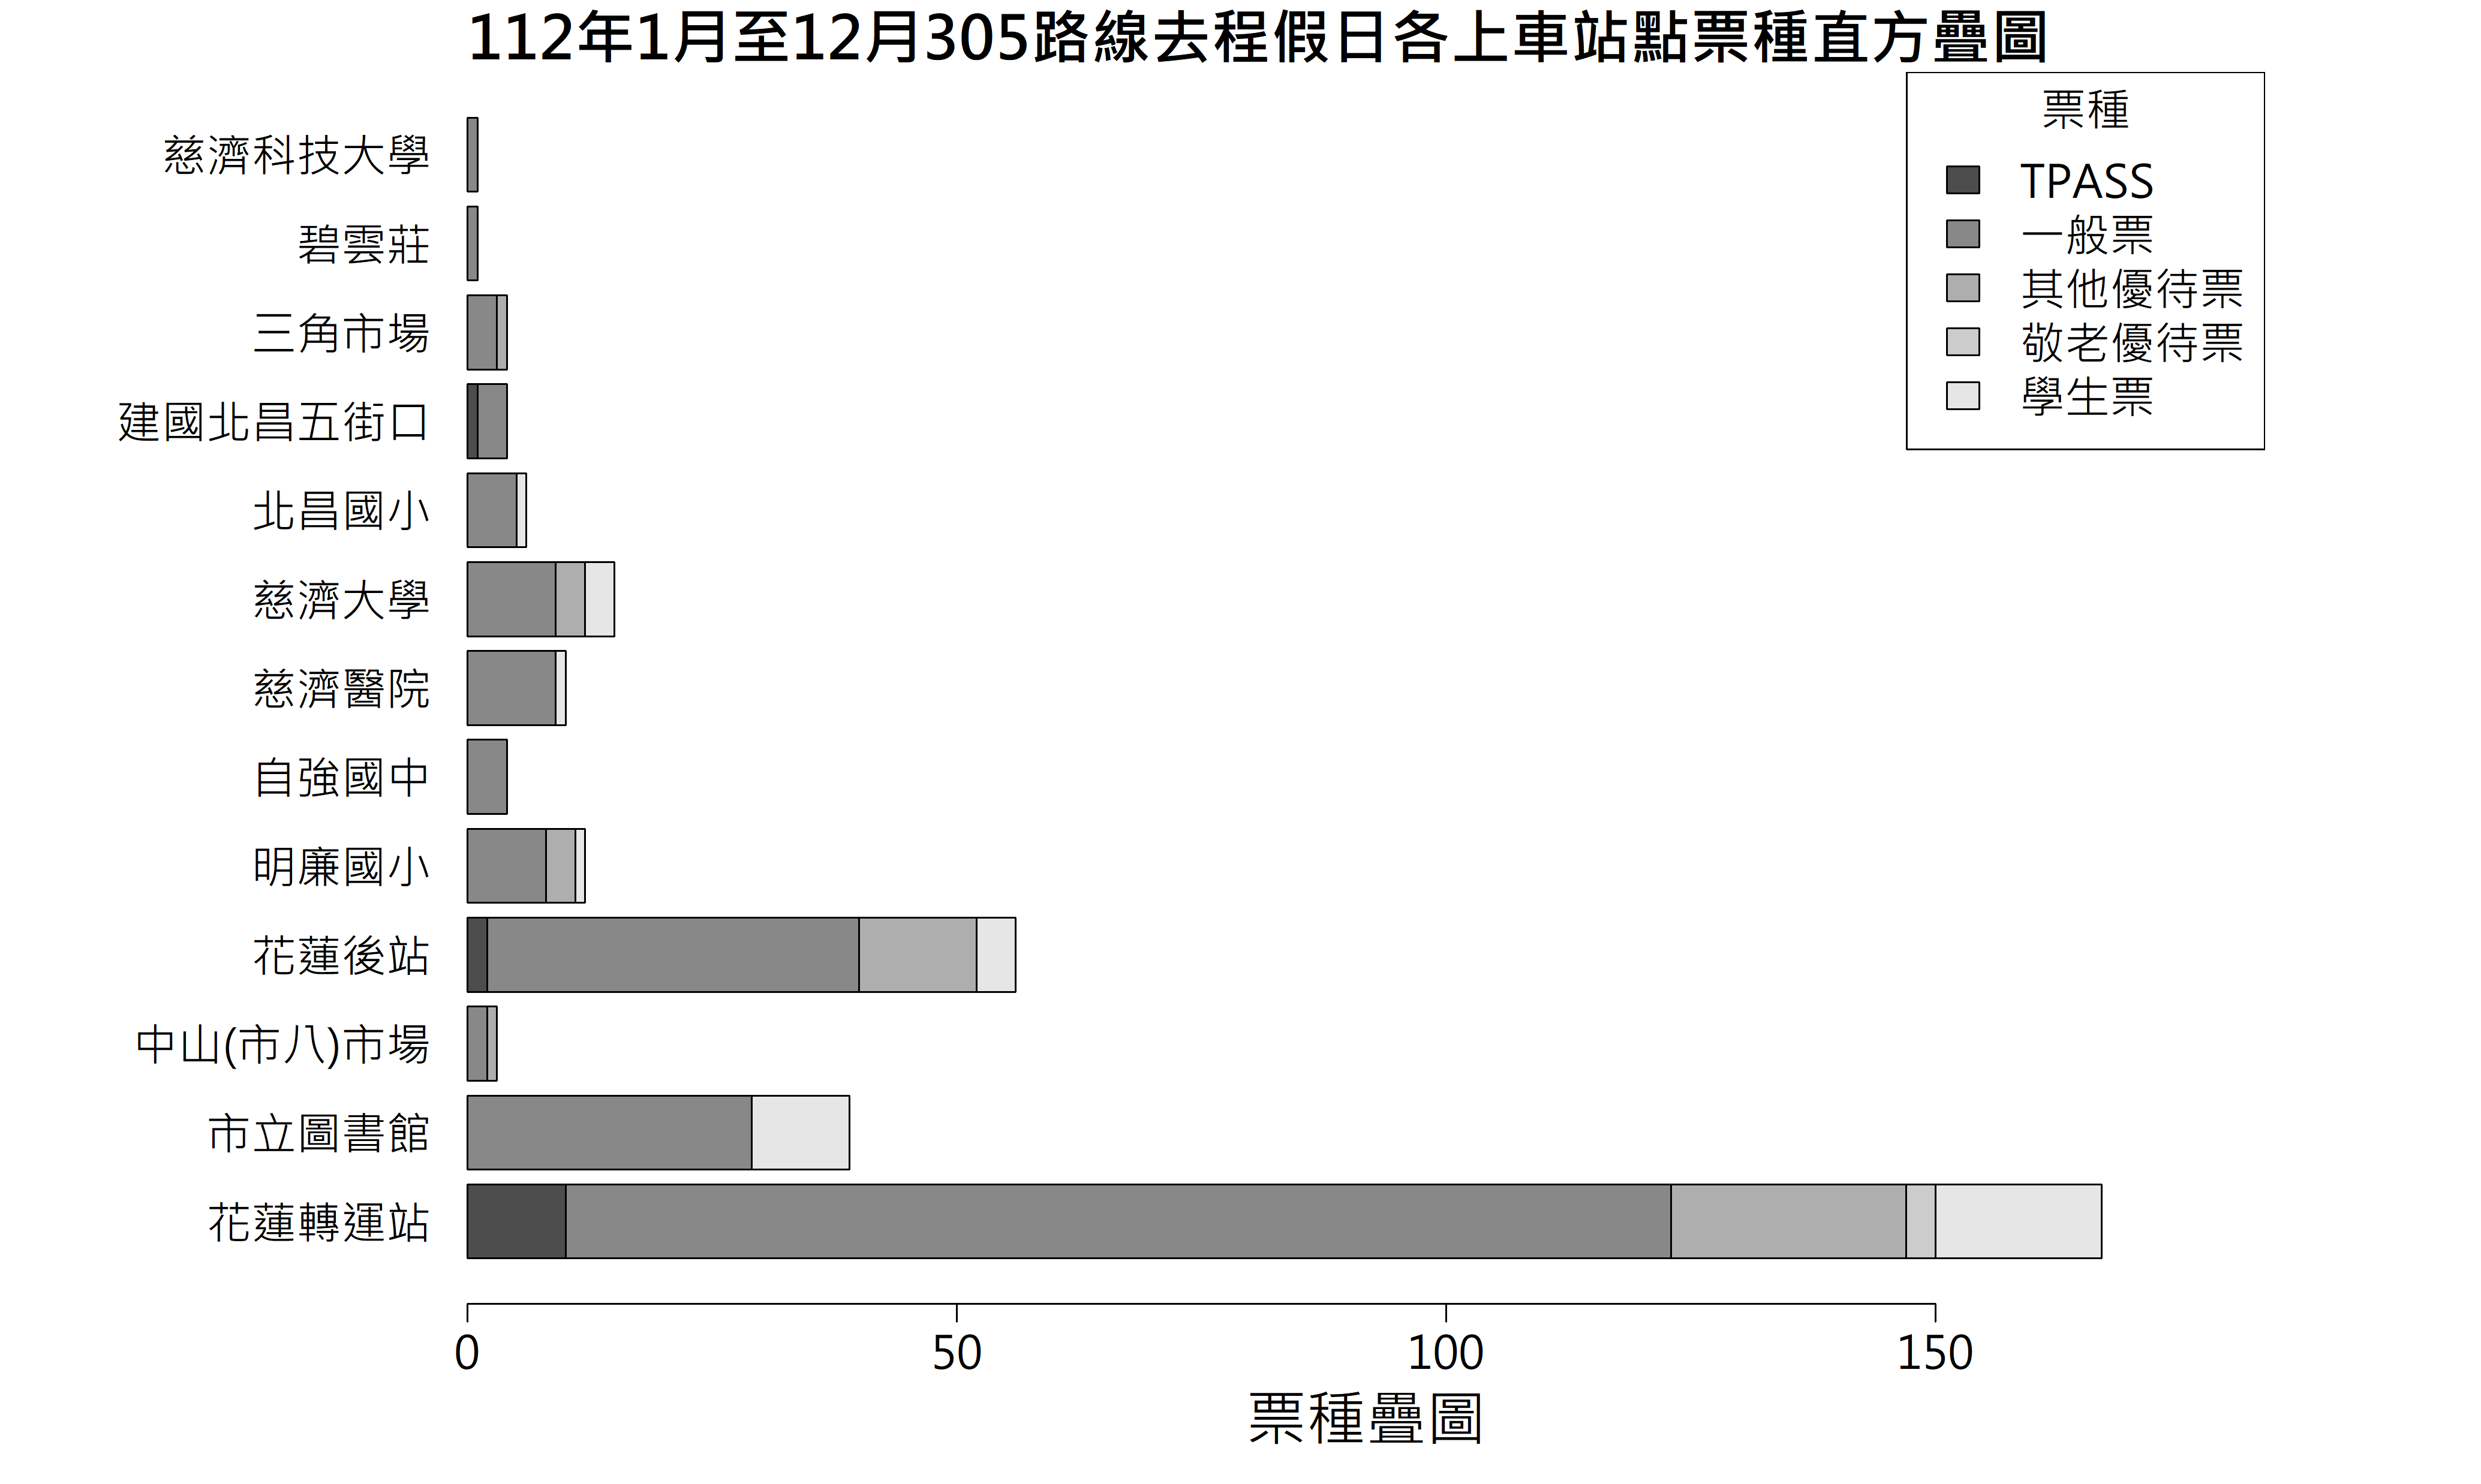 112年1月至12月305路線去程假日各上車站點票種直方疊圖
票種
TPASS
一般票
其他優待票
敬老優待票
學生票
慈濟科技大學
碧雲莊
三角市場
建國北昌五街口
北昌國小
慈濟大學
慈濟醫院
自強國中
明廉國小
花蓮後站
中山(市八)市場
市立圖書館
花蓮轉運站
0 50 100 150
票種疊圖